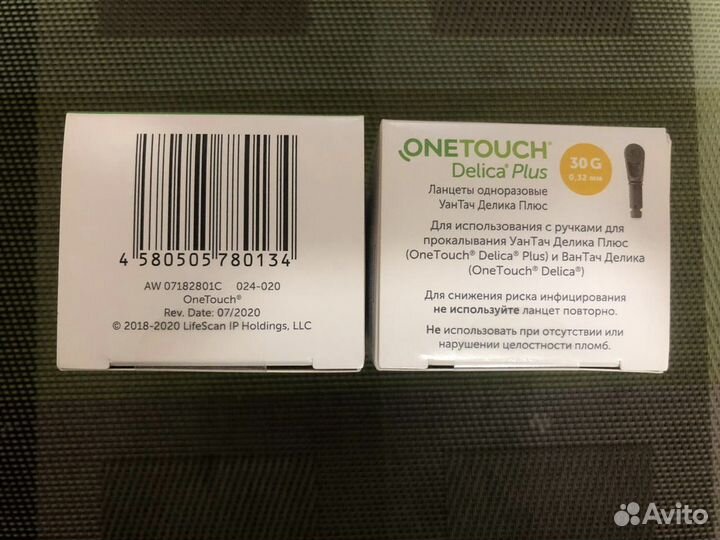 4 580505 780134
AW 07182801C 024-020
OneTouch®
Rev. Date: 07/2020
© 2018-2020 LifeScan IP Holdings, LLC
ONETOUCH®
Delica® Plus
30 G
0,32 мм
Ланцеты одноразовые
УанТач Делика Плюс
Для использования с ручками для
прокалывания УанТач Делика Плюс
(OneTouch® Delica® Plus) и ВанТач Делика
(OneTouch® Delica®)
Для снижения риска инфицирования
не используйте ланцет повторно.
Не использовать при отсутствии или
нарушении целостности пломб.
Avito